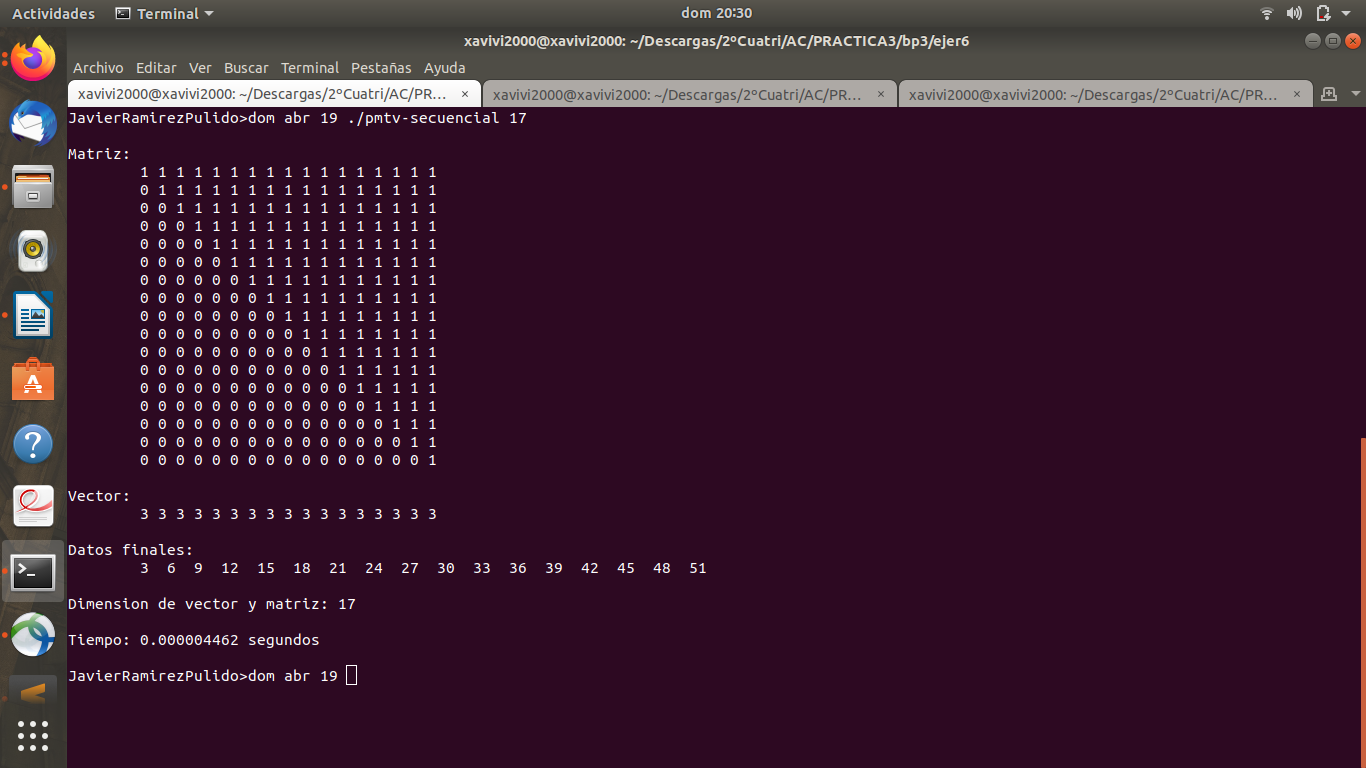 Actividades Terminal dom 20:30
xavivi2000@xavivi2000: ~/Descargas/2ºCuatri/AC/PRACTICA3/bp3/ejer6
Archivo Editar Ver Buscar Terminal Pestañas Ayuda
xavivi2000@xavivi2000: ~/Descargas/2ºCuatri/AC/PR... × xavivi2000@xavivi2000: ~/Descargas/2ºCuatri/AC/PR... × xavivi2000@xavivi2000: ~/Descargas/2ºCuatri/AC/PR... ×
JavierRamirezPulido>dom abr 19 ./pmtv-secuencial 17
Matriz:
1 1 1 1 1 1 1 1 1 1 1 1 1 1 1 1 1
0 1 1 1 1 1 1 1 1 1 1 1 1 1 1 1 1
0 0 1 1 1 1 1 1 1 1 1 1 1 1 1 1 1
0 0 0 1 1 1 1 1 1 1 1 1 1 1 1 1 1
0 0 0 0 1 1 1 1 1 1 1 1 1 1 1 1 1
0 0 0 0 0 1 1 1 1 1 1 1 1 1 1 1 1
0 0 0 0 0 0 1 1 1 1 1 1 1 1 1 1 1
0 0 0 0 0 0 0 1 1 1 1 1 1 1 1 1 1
0 0 0 0 0 0 0 0 1 1 1 1 1 1 1 1 1
0 0 0 0 0 0 0 0 0 1 1 1 1 1 1 1 1
0 0 0 0 0 0 0 0 0 0 1 1 1 1 1 1 1
0 0 0 0 0 0 0 0 0 0 0 1 1 1 1 1 1
0 0 0 0 0 0 0 0 0 0 0 0 1 1 1 1 1
0 0 0 0 0 0 0 0 0 0 0 0 0 1 1 1 1
0 0 0 0 0 0 0 0 0 0 0 0 0 0 1 1 1
0 0 0 0 0 0 0 0 0 0 0 0 0 0 0 1 1
0 0 0 0 0 0 0 0 0 0 0 0 0 0 0 0 1
Vector:
3 3 3 3 3 3 3 3 3 3 3 3 3 3 3 3 3
Datos finales:
3 6 9 12 15 18 21 24 27 30 33 36 39 42 45 48 51
Dimension de vector y matriz: 17
Tiempo: 0.000004462 segundos
JavierRamirezPulido>dom abr 19